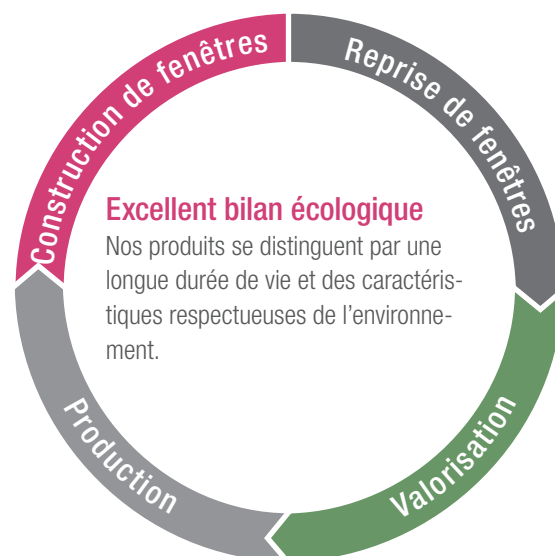 Construction de fenêtres
Reprise de fenêtres
Excellent bilan écologique
Nos produits se distinguent par une
longue durée de vie et des caractéris-
tiques respectueuses de l'environne-
ment.
Valorisation
Production